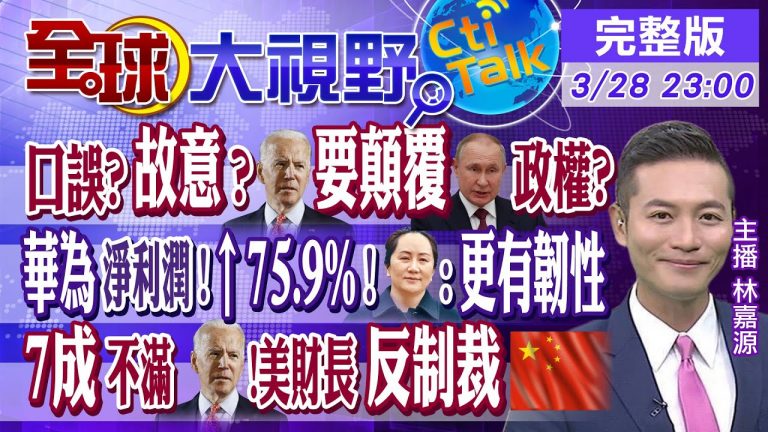 全球大視野
Cti Talk
完整版
3/28 23:00
口誤?故意?要顛覆政權?
華為淨利潤!↑75.9%!:更有韌性
7成不滿!美財長反制裁
主播 林嘉源